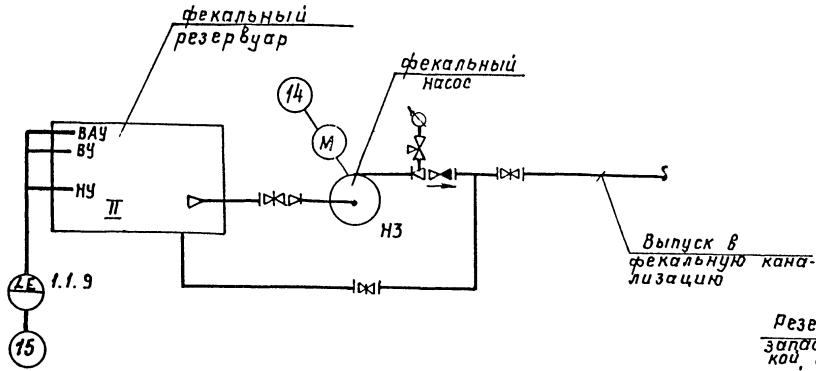 фекальный
резервуар
фекальный
насос
14
М
ВАУ
ВУ
НУ
II
Н3
Выпуск в
фекальную кана-
лизацию
LE
1.1.9
15
Резе
запас
кой,